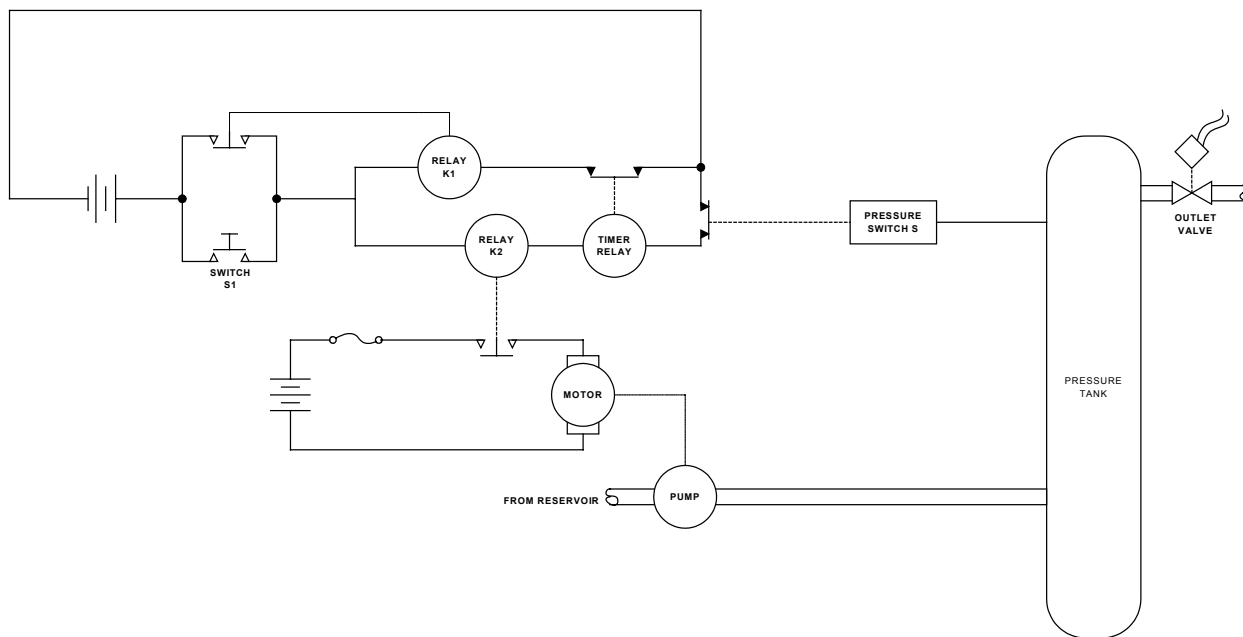 RELAY
K1
PRESSURE
SWITCH S
OUTLET
VALVE
RELAY
K2
TIMER
RELAY
SWITCH
S1
MOTOR
PRESSURE
TANK
FROM RESERVOIR
PUMP